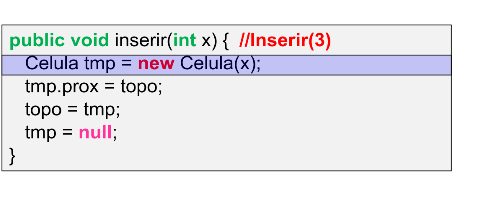 public void inserir(int x) { //Inserir(3)
Celula tmp = new Celula(x);
tmp.prox = topo;
topo = tmp;
tmp = null;
}